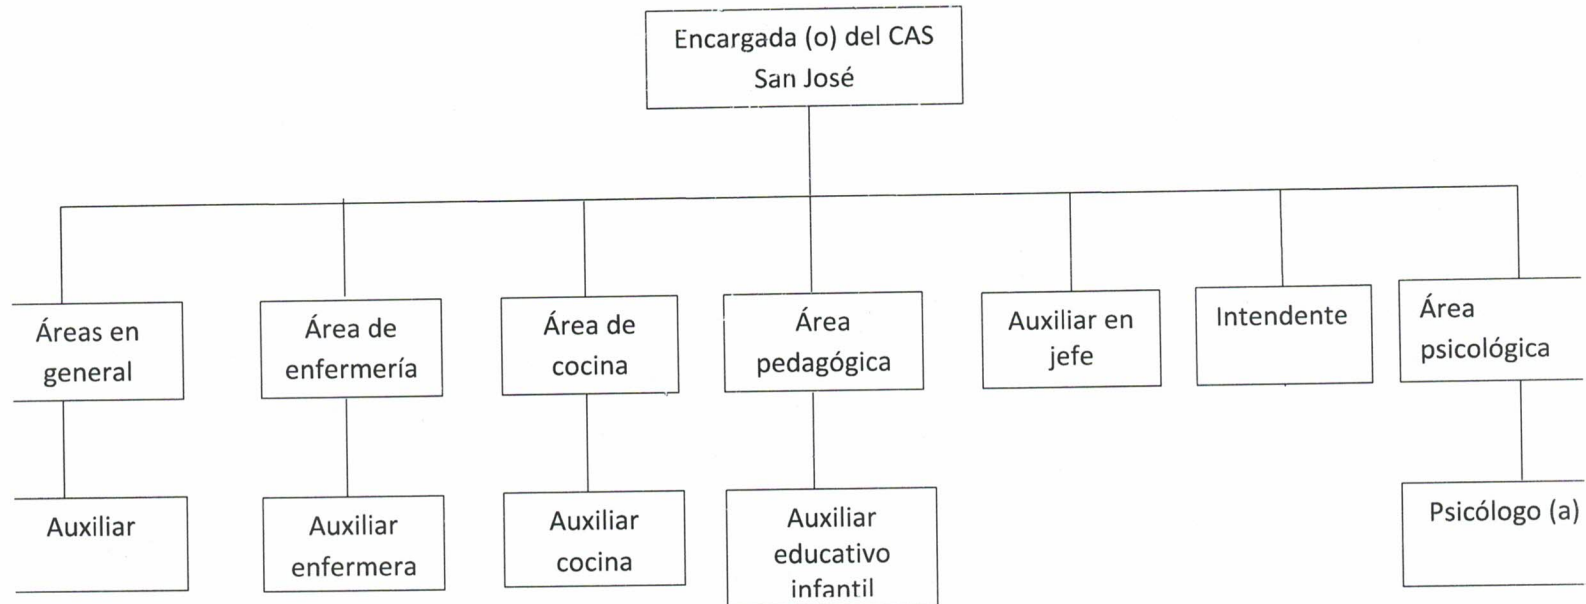 Encargada (o) del CAS
San José
Áreas en
general
Área de
enfermería
Área de
cocina
Área
pedagógica
Auxiliar en
jefe
Intendente
Área
psicológica
Auxiliar
Auxiliar
enfermera
Auxiliar
cocina
Auxiliar
educativo
infantil
Psicólogo (a)